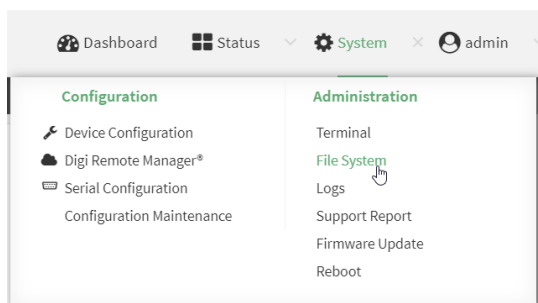 Dashboard Status System admin
Configuration
Device Configuration
Digi Remote Manager®
Serial Configuration
Configuration Maintenance
Administration
Terminal
File System
Logs
Support Report
Firmware Update
Reboot